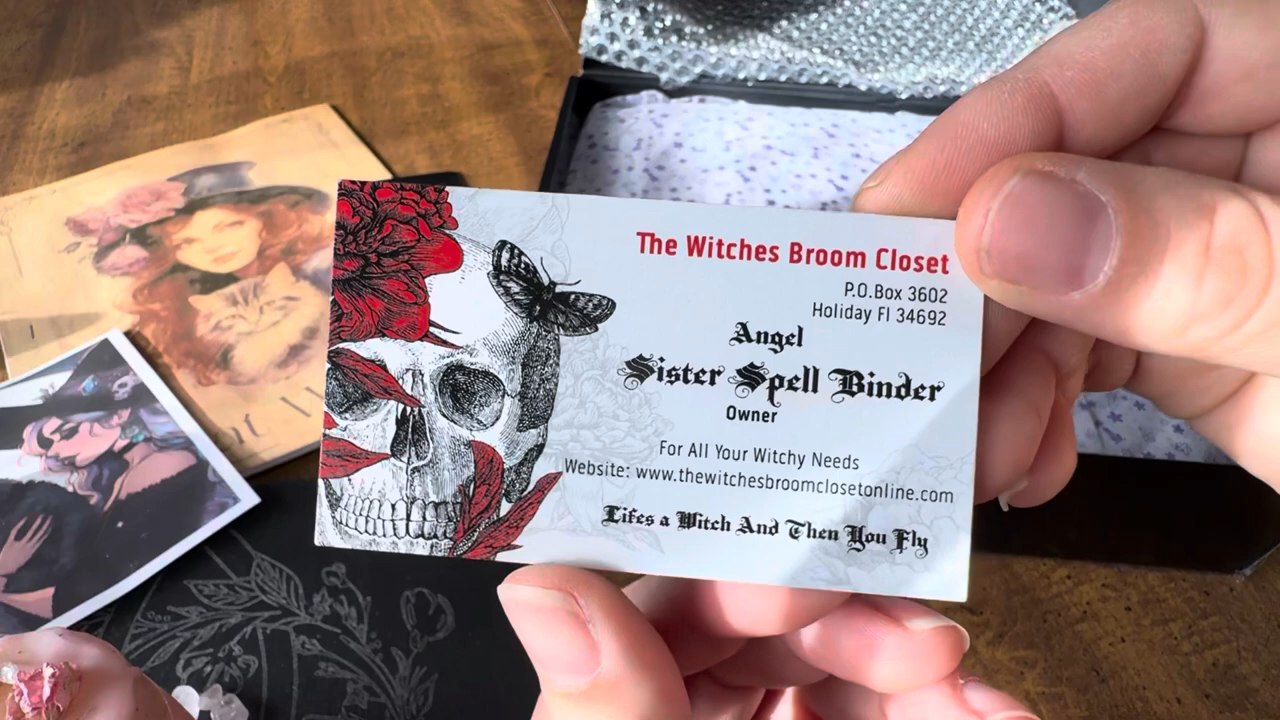 The Witches Broom Closet
P.O.Box 3602
Holiday Fl 34692
Angel
Sister Spell Binder
Owner
For All Your Witchy Needs
Website: www.thewitchesbroomclosetonline.com
Lifes a Witch And Then You Fly